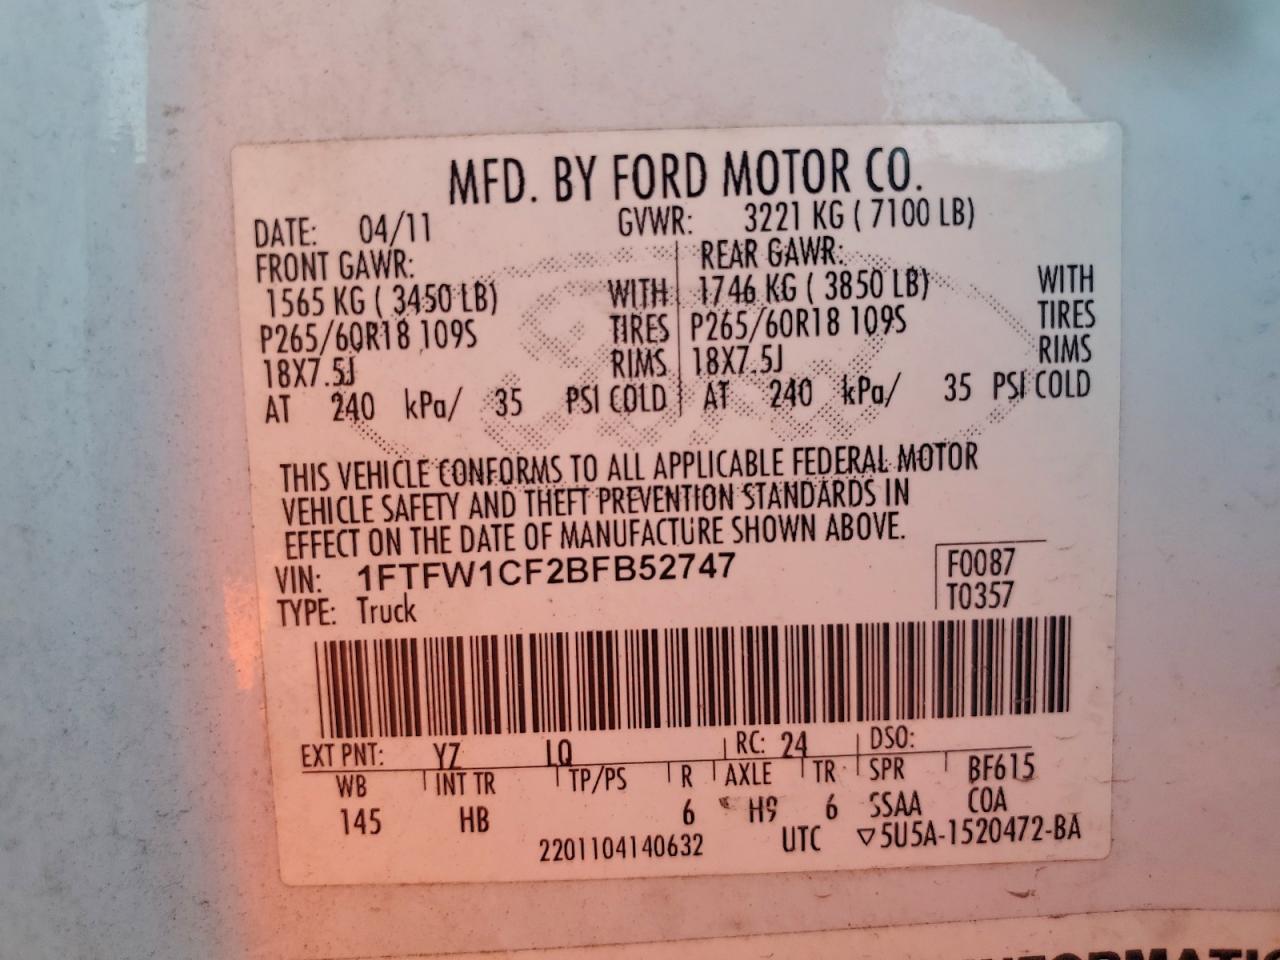 MFD. BY FORD MOTOR CO.
DATE: 04/11 GVWR: 3221 KG ( 7100 LB)
FRONT GAWR: REAR GAWR:
1565 KG ( 3450 LB) WITH 1746 KG ( 3850 LB) WITH
P265/60R18 109S TIRES P265/60R18 109S TIRES
18X7.5J RIMS 18X7.5J RIMS
AT 240 kPa/ 35 PSI COLD AT 240 kPa/ 35 PSI COLD
THIS VEHICLE CONFORMS TO ALL APPLICABLE FEDERAL MOTOR
VEHICLE SAFETY AND THEFT PREVENTION STANDARDS IN
EFFECT ON THE DATE OF MANUFACTURE SHOWN ABOVE.
VIN: 1FTFW1CF2BFB52747 F0087
TYPE: Truck T0357
EXT PNT: YZ LQ RC: 24 DSO:
WB INT TR TP/PS R AXLE TR SPR BF615
145 HB 6 H9 6 SSAA COA
2201104140632 UTC ▽5U5A-1520472-BA